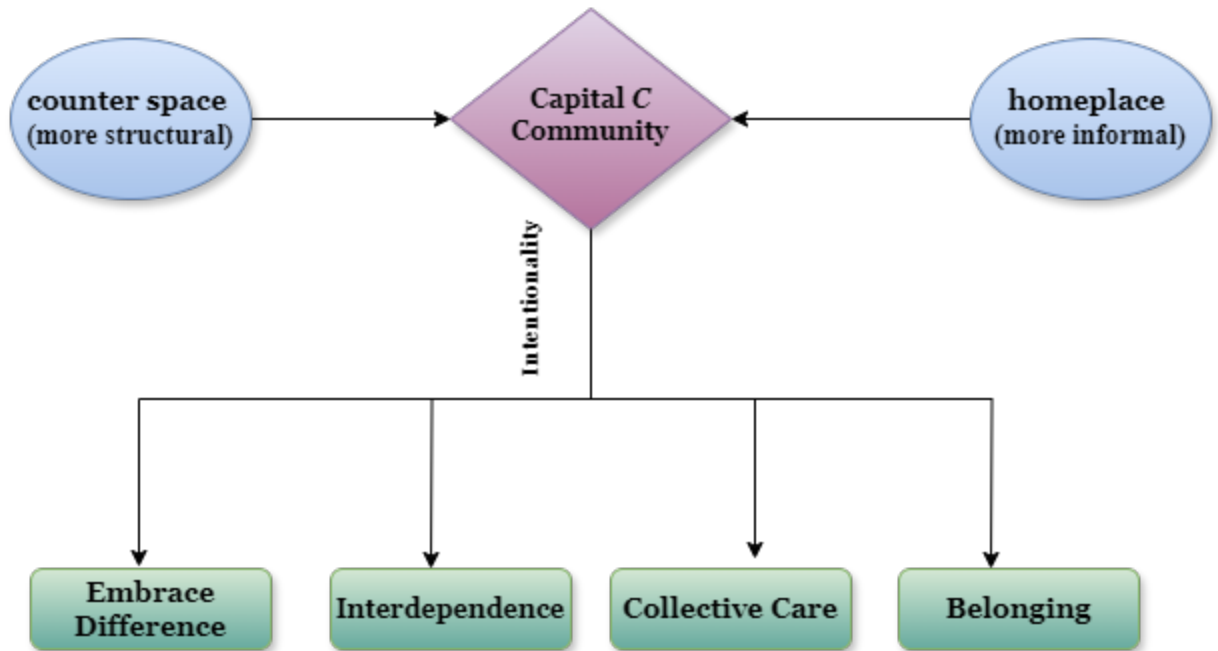 counter space
(more structural)
Capital C
Community
homeplace
(more informal)
Intentionality
Embrace
Difference
Interdependence
Collective Care
Belonging